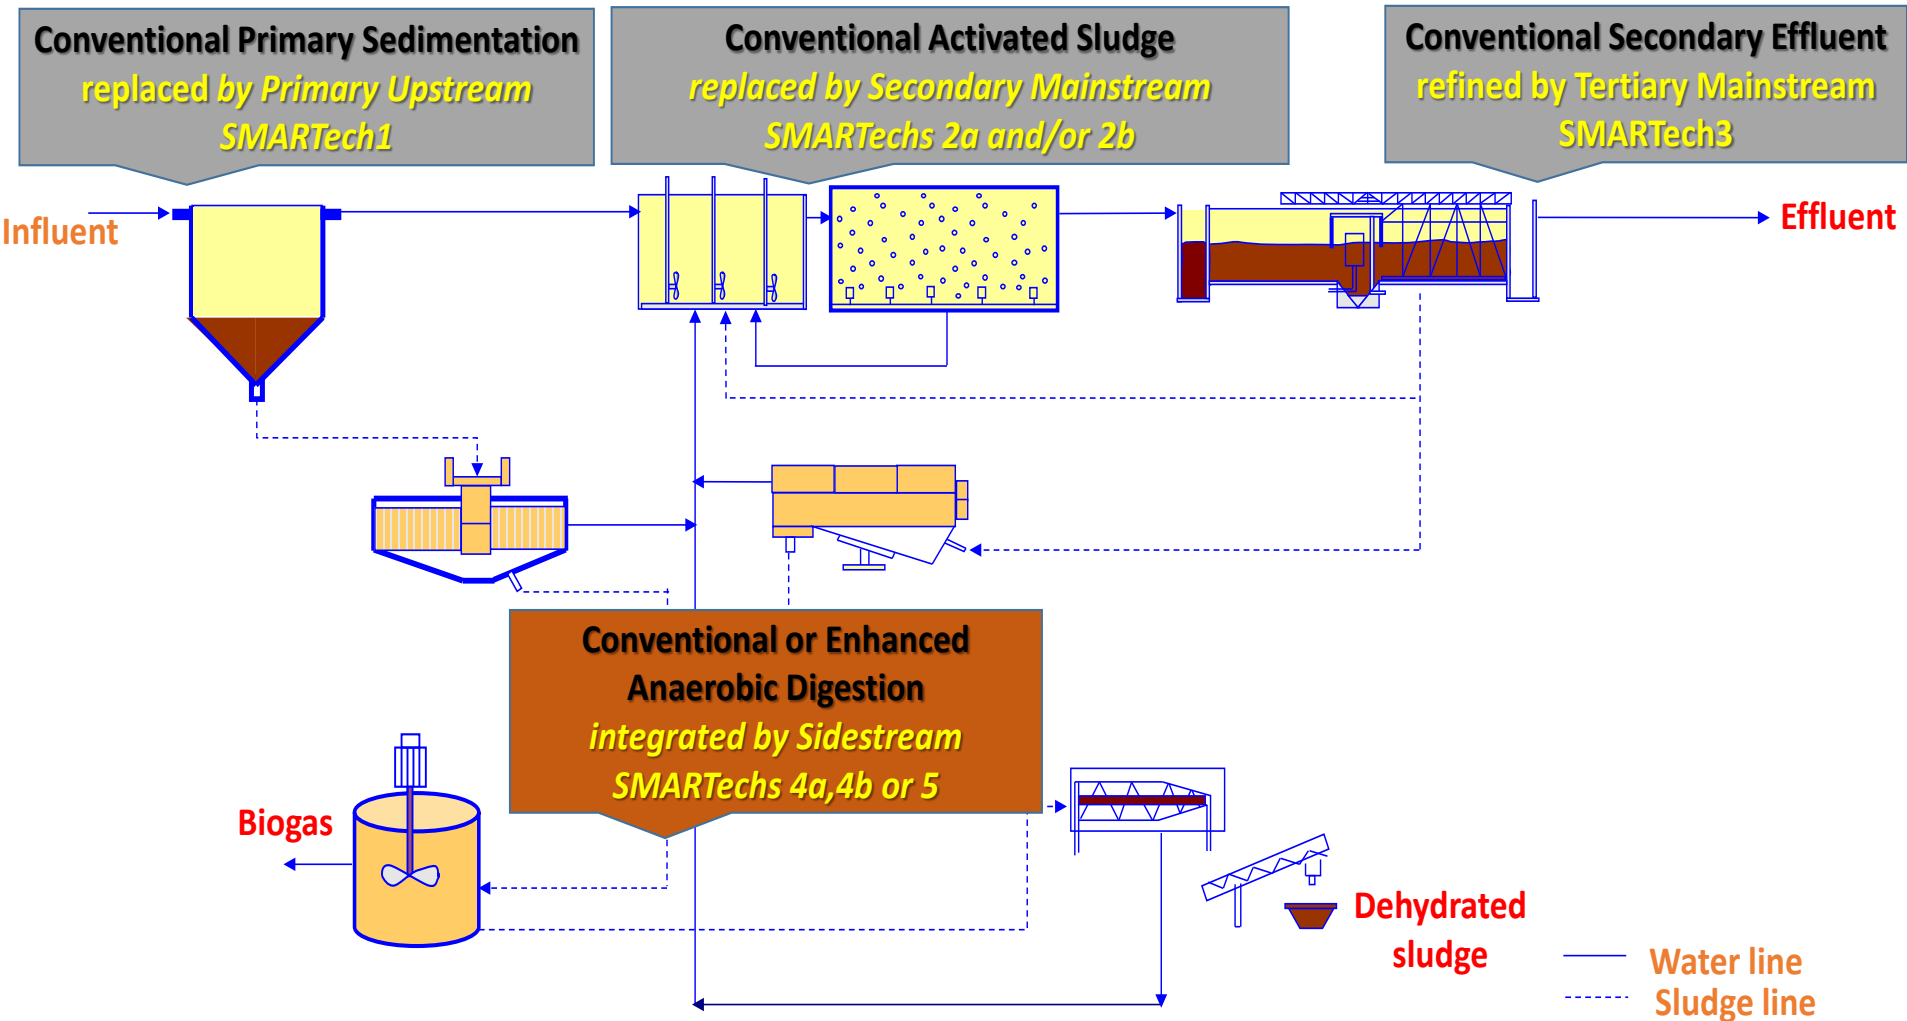 Conventional Primary Sedimentation
replaced by Primary Upstream
SMARTech1
Conventional Activated Sludge
replaced by Secondary Mainstream
SMARTechs 2a and/or 2b
Conventional Secondary Effluent
refined by Tertiary Mainstream
SMARTech3
Influent
Effluent
Conventional or Enhanced
Anaerobic Digestion
integrated by Sidestream
SMARTechs 4a,4b or 5
Biogas
Dehydrated
sludge
Water line
Sludge line